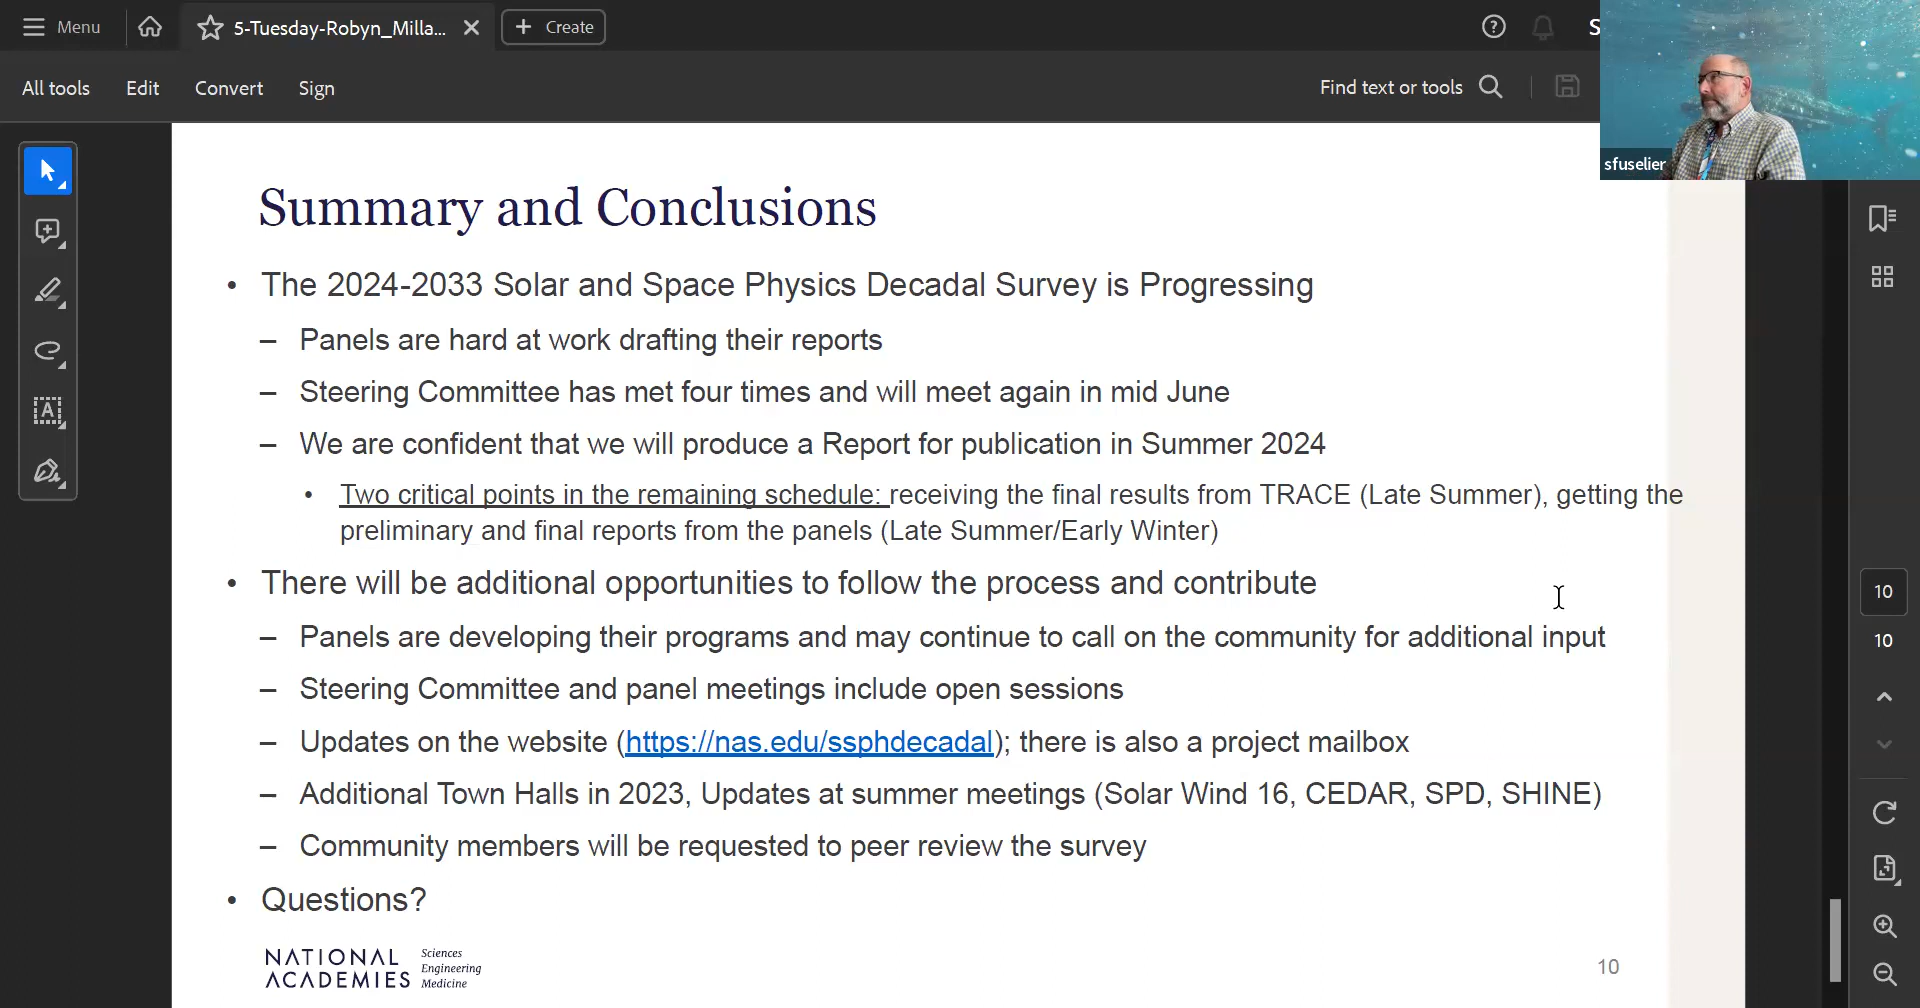 Menu
5-Tuesday-Robyn_Milla...
Create
S
All tools
Edit
Convert
Sign
Find text or tools
sfuselier
Summary and Conclusions
• The 2024-2033 Solar and Space Physics Decadal Survey is Progressing
– Panels are hard at work drafting their reports
– Steering Committee has met four times and will meet again in mid June
– We are confident that we will produce a Report for publication in Summer 2024
• Two critical points in the remaining schedule: receiving the final results from TRACE (Late Summer), getting the
preliminary and final reports from the panels (Late Summer/Early Winter)
• There will be additional opportunities to follow the process and contribute
– Panels are developing their programs and may continue to call on the community for additional input
– Steering Committee and panel meetings include open sessions
– Updates on the website (https://nas.edu/ssphdecadal); there is also a project mailbox
– Additional Town Halls in 2023, Updates at summer meetings (Solar Wind 16, CEDAR, SPD, SHINE)
– Community members will be requested to peer review the survey
• Questions?
NATIONAL
ACADEMIES
Sciences
Engineering
Medicine
10
10
10